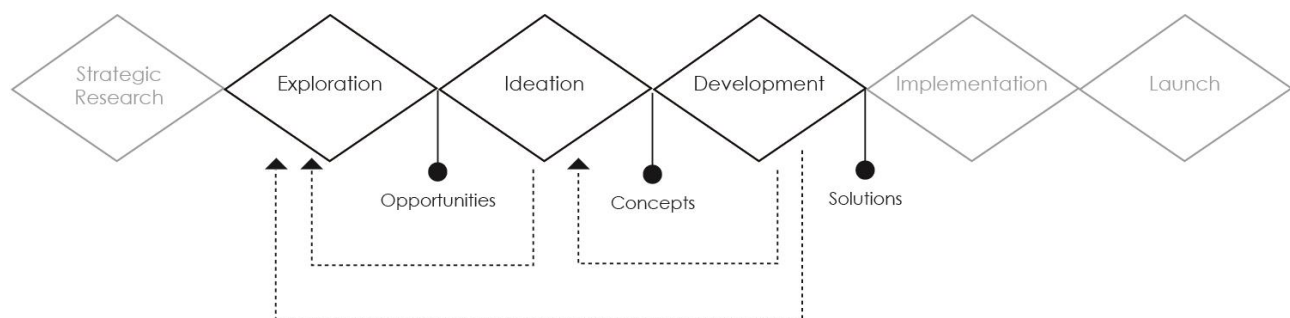 Strategic
Research
Exploration
Ideation
Development
Implementation
Launch
Opportunities
Concepts
Solutions